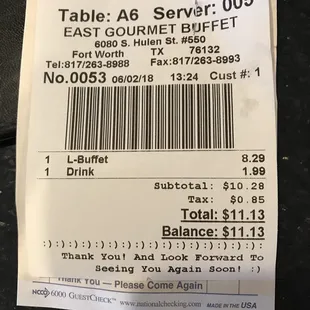 Table: A6 Server: 009
EAST GOURMET BUFFET
6080 S. Hulen St. #550
Fort Worth TX 76132
Tel:817/263-8988 Fax:817/263-8993
No.0053 06/02/18 13:24 Cust #: 1
1 L-Buffet 8.29
1 Drink 1.99
Subtotal: $10.28
Tax: $0.85
Total: $11.13
Balance: $11.13
:):):):):):):):):):):):):):):):)
Thank You! And Look Forward To
Seeing You Again Soon! :)
Thank You — Please Come Again
NCCO 6000 GUESTCHECK™ www.nationalchecking.com MADE IN THE USA